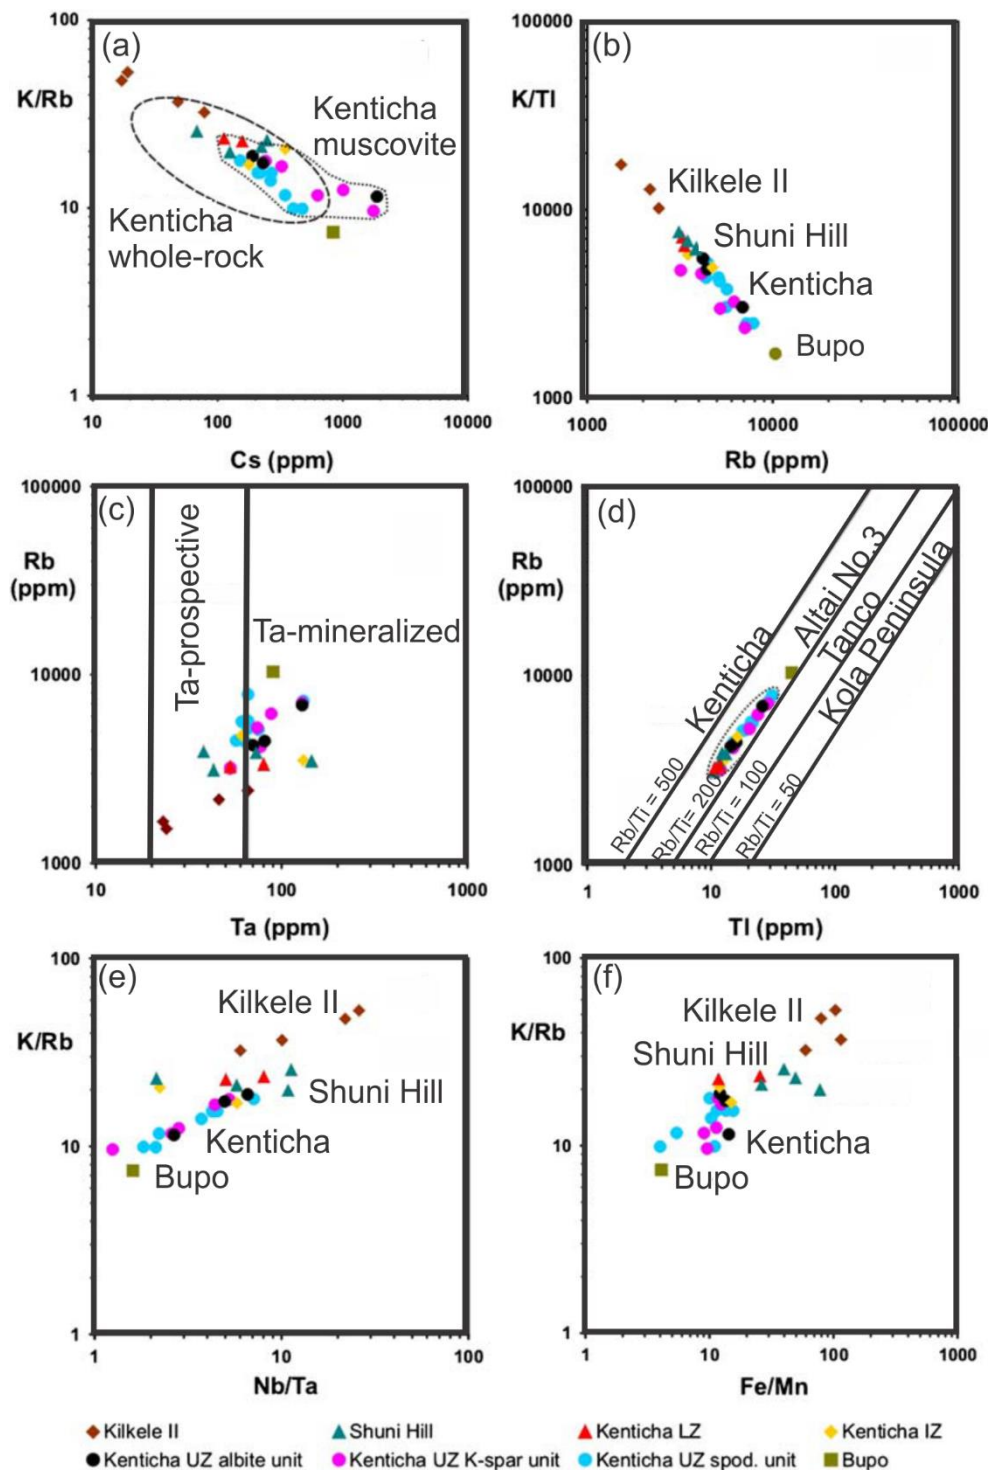 (a)
100
K/Rb
Kenticha
muscovite
10
Kenticha
whole-rock
1
10
100
1000
10000
Cs (ppm)
(b)
100000
K/Tl
Kilkele II
10000
Shuni Hill
Kenticha
Bupo
1000
1000
10000
100000
Rb (ppm)
(c)
100000
Rb
(ppm)
Ta-prospective
Ta-mineralized
10000
1000
10
100
1000
Ta (ppm)
(d)
100000
Rb
(ppm)
Kenticha
Altai No.3
Tanco
Kola Peninsula
10000
Rb/Ti = 500
Rb/Ti= 200
Rb/Ti = 100
Rb/Ti = 50
1000
1
10
100
1000
Tl (ppm)
(e)
100
K/Rb
Kilkele II
Shuni Hill
Kenticha
10
Bupo
1
1
10
100
Nb/Ta
(f)
100
K/Rb
Kilkele II
Shuni Hill
Kenticha
10
Bupo
1
1
10
100
1000
Fe/Mn
Kilkele II Shuni Hill Kenticha LZ Kenticha IZ
Kenticha UZ albite unit Kenticha UZ K-spar unit Kenticha UZ spod. unit Bupo